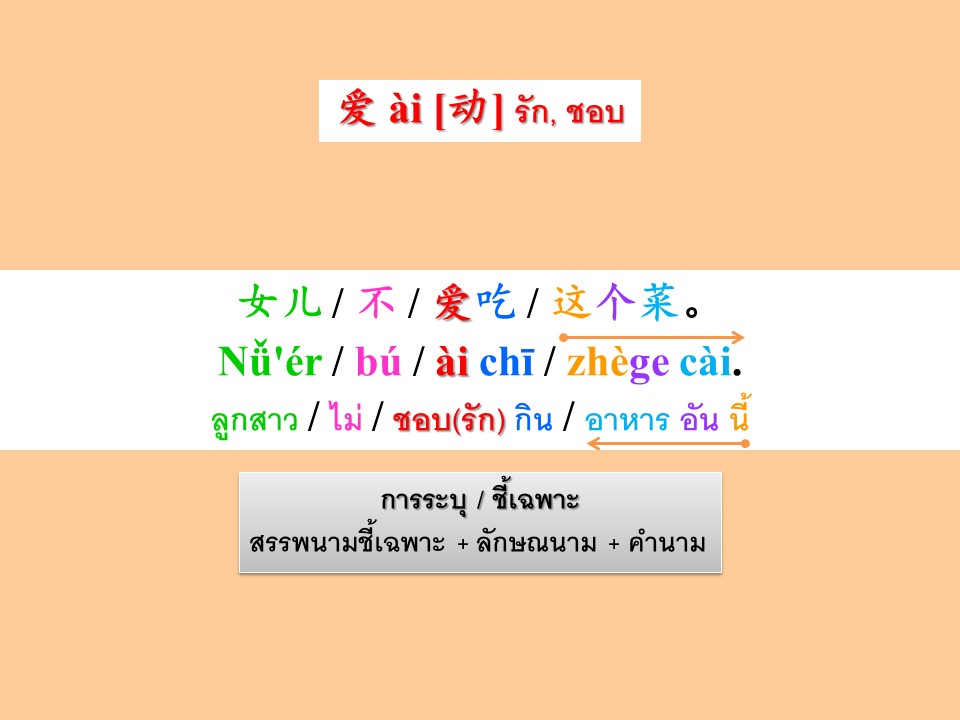 爱 ài [动] รัก, ชอบ
女儿 / 不 / 爱吃 / 这个菜。
Nǚ'ér / bú / ài chī / zhège cài.
ลูกสาว / ไม่ / ชอบ(รัก) กิน / อาหาร อัน นี้
การระบุ / ชี้เฉพาะ
สรรพนามชี้เฉพาะ + ลักษณนาม + คำนาม